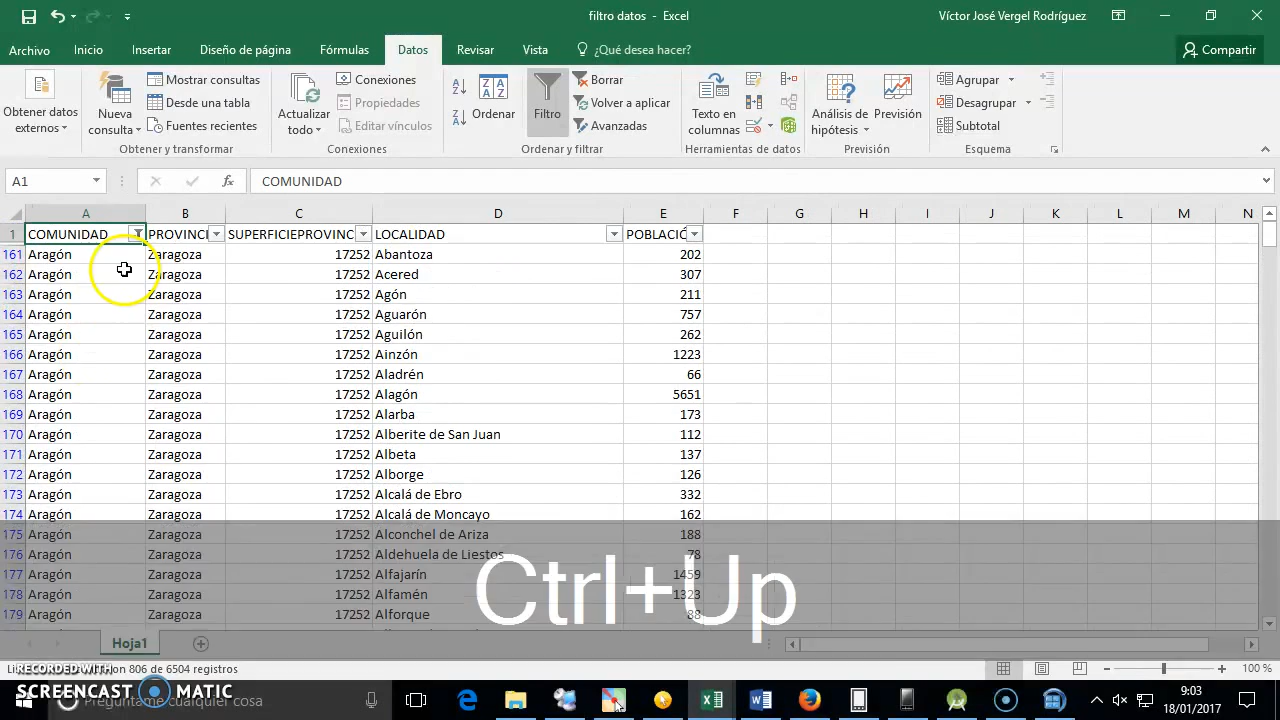 filtro datos - Excel
Víctor José Vergel Rodríguez
Archivo Inicio Insertar Diseño de página Fórmulas Datos Revisar Vista ¿Qué desea hacer? Compartir
Obtener datos externos
Nueva consulta
Mostrar consultas
Desde una tabla
Fuentes recientes
Obtener y transformar
Actualizar todo
Conexiones
Propiedades
Editar vínculos
Conexiones
Ordenar
Filtro
Borrar
Volver a aplicar
Avanzadas
Ordenar y filtrar
Texto en columnas
Herramientas de datos
Análisis de hipótesis
Previsión
Previsión
Agrupar
Desagrupar
Subtotal
Esquema
A1 fx COMUNIDAD
A B C D E F G H I J K L M N
1 COMUNIDAD PROVINCI SUPERFICIEPROVINC LOCALIDAD POBLACIÓ
161 Aragón Zaragoza 17252 Abantoza 202
162 Aragón Zaragoza 17252 Acered 307
163 Aragón Zaragoza 17252 Agón 211
164 Aragón Zaragoza 17252 Aguarón 757
165 Aragón Zaragoza 17252 Aguilón 262
166 Aragón Zaragoza 17252 Ainzón 1223
167 Aragón Zaragoza 17252 Aladrén 66
168 Aragón Zaragoza 17252 Alagón 5651
169 Aragón Zaragoza 17252 Alarba 173
170 Aragón Zaragoza 17252 Alberite de San Juan 112
171 Aragón Zaragoza 17252 Albeta 137
172 Aragón Zaragoza 17252 Alborge 126
173 Aragón Zaragoza 17252 Alcalá de Ebro 332
174 Aragón Zaragoza 17252 Alcalá de Moncayo 162
175 Aragón Zaragoza 17252 Alconchel de Ariza 188
176 Aragón Zaragoza 17252 Aldehuela de Liestos 78
177 Aragón Zaragoza 17252 Alfajarín 1459
178 Aragón Zaragoza 17252 Alfamén 1323
179 Aragón Zaragoza 17252 Alforque 88
Ctrl+Up
Hoja1
on 806 de 6504 registros
100 %
RECORDED WITH
SCREENCAST MATIC
Pregúntame cualquier cosa
9:03
18/01/2017